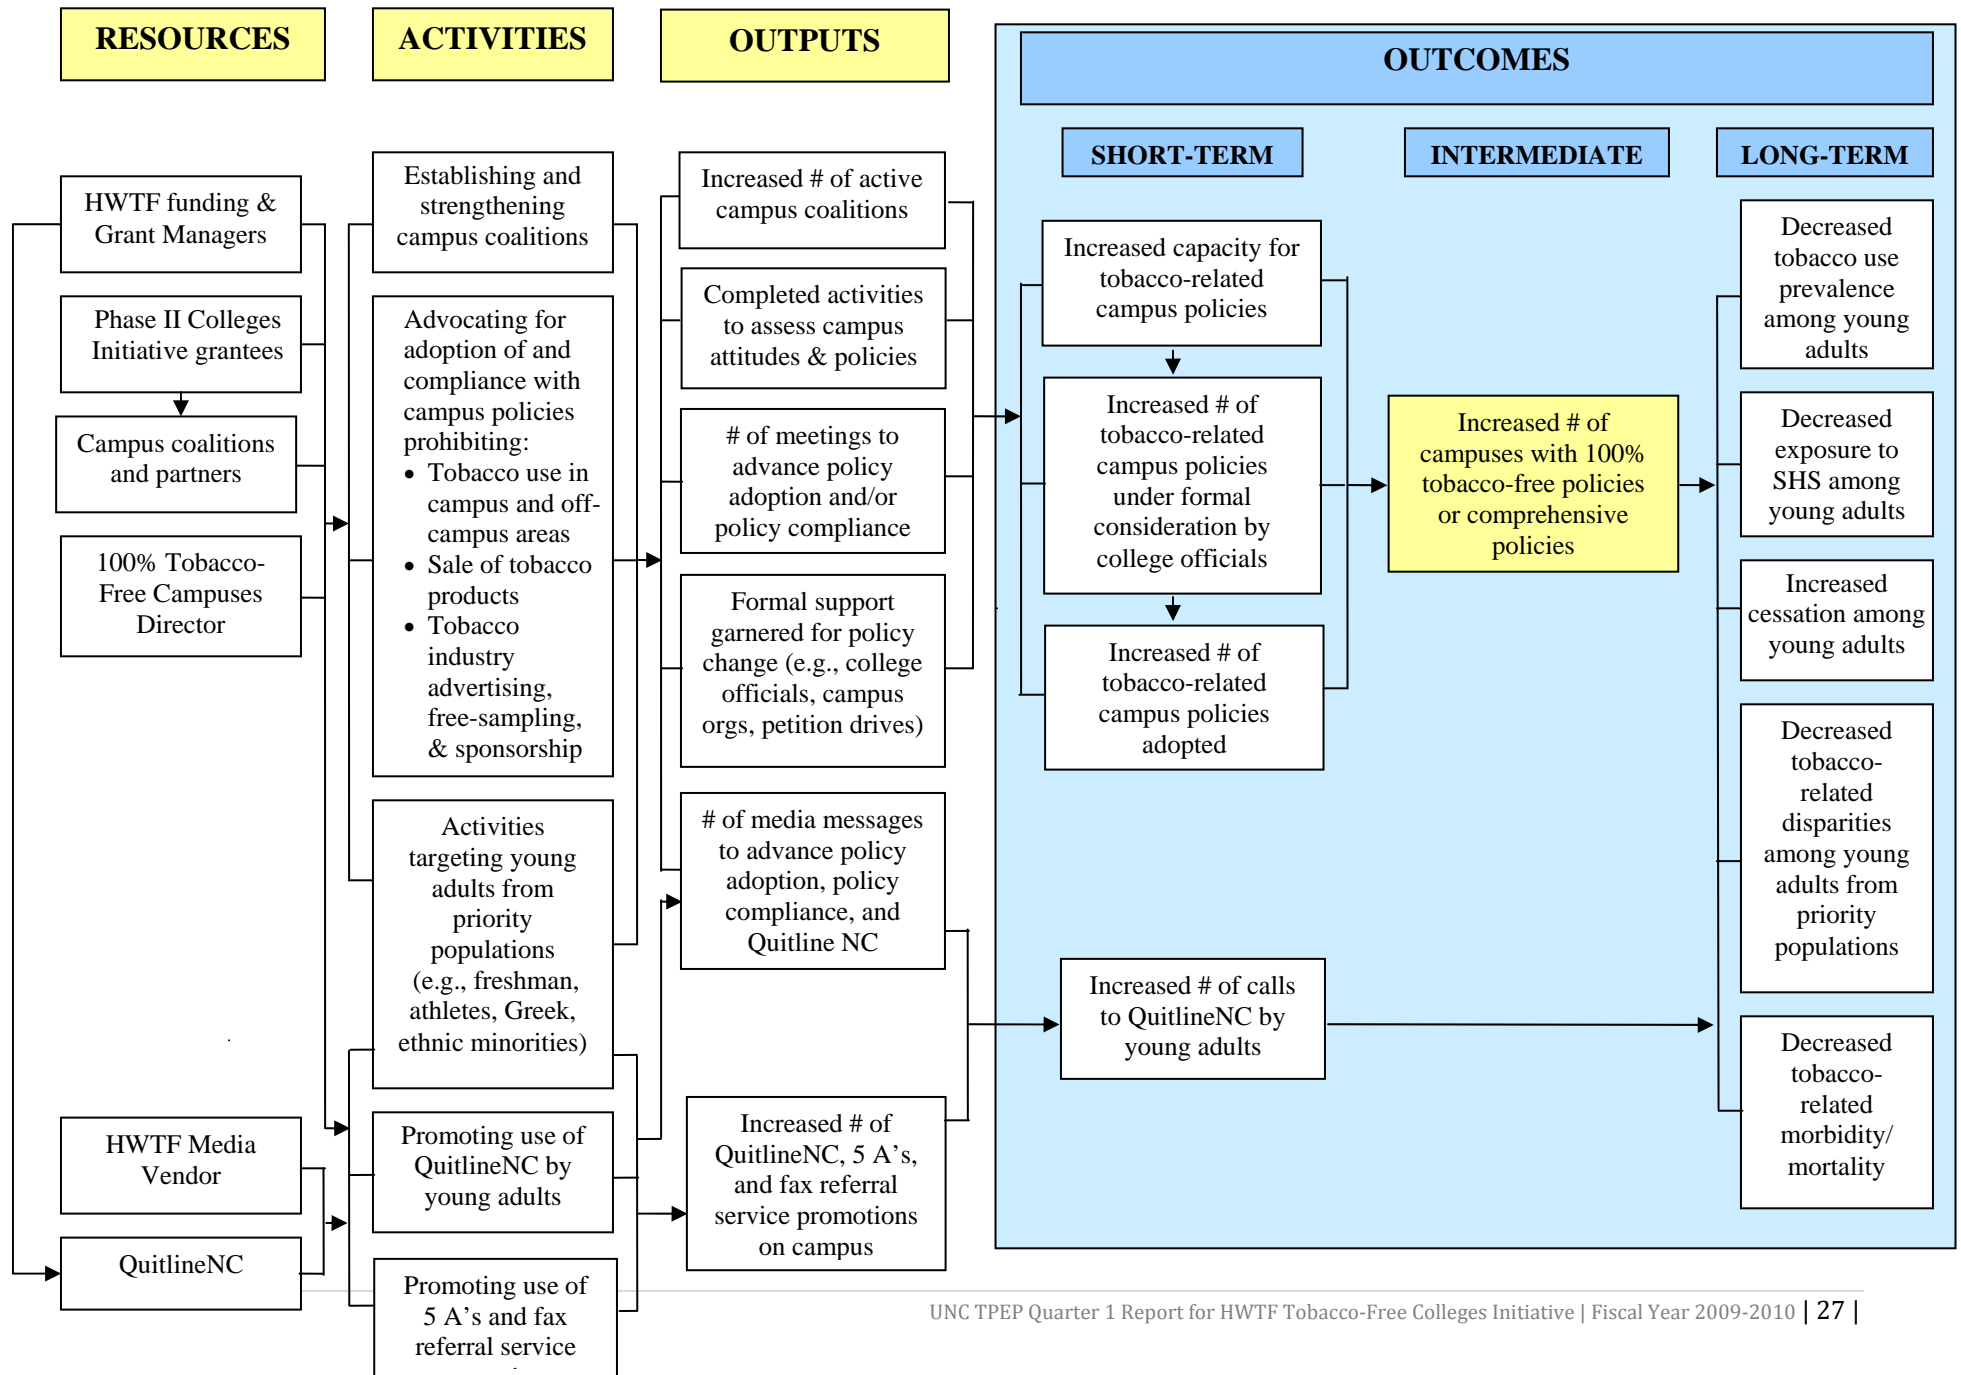 RESOURCES
ACTIVITIES
OUTPUTS
OUTCOMES
SHORT-TERM
INTERMEDIATE
LONG-TERM
HWTF funding &
Grant Managers
Phase II Colleges
Initiative grantees
Campus coalitions
and partners
100% Tobacco-
Free Campuses
Director
HWTF Media
Vendor
QuitlineNC
Establishing and
strengthening
campus coalitions
Advocating for
adoption of and
compliance with
campus policies
prohibiting:
• Tobacco use in
campus and off-
campus areas
• Sale of tobacco
products
• Tobacco
industry
advertising,
free-sampling,
& sponsorship
Activities
targeting young
adults from
priority
populations
(e.g., freshman,
athletes, Greek,
ethnic minorities)
Promoting use of
QuitlineNC by
young adults
Promoting use of
5 A’s and fax
referral service
Increased # of active
campus coalitions
Completed activities
to assess campus
attitudes & policies
# of meetings to
advance policy
adoption and/or
policy compliance
Formal support
garnered for policy
change (e.g., college
officials, campus
orgs, petition drives)
# of media messages
to advance policy
adoption, policy
compliance, and
Quitline NC
Increased # of
QuitlineNC, 5 A’s,
and fax referral
service promotions
on campus
Increased capacity for
tobacco-related
campus policies
Increased # of
tobacco-related
campus policies
under formal
consideration by
college officials
Increased # of
tobacco-related
campus policies
adopted
Increased # of calls
to QuitlineNC by
young adults
Increased # of
campuses with 100%
tobacco-free policies
or comprehensive
policies
Decreased
tobacco use
prevalence
among young
adults
Decreased
exposure to
SHS among
young adults
Increased
cessation among
young adults
Decreased
tobacco-
related
disparities
among young
adults from
priority
populations
Decreased
tobacco-
related
morbidity/
mortality
UNC TPEP Quarter 1 Report for HWTF Tobacco-Free Colleges Initiative | Fiscal Year 2009-2010 | 27 |